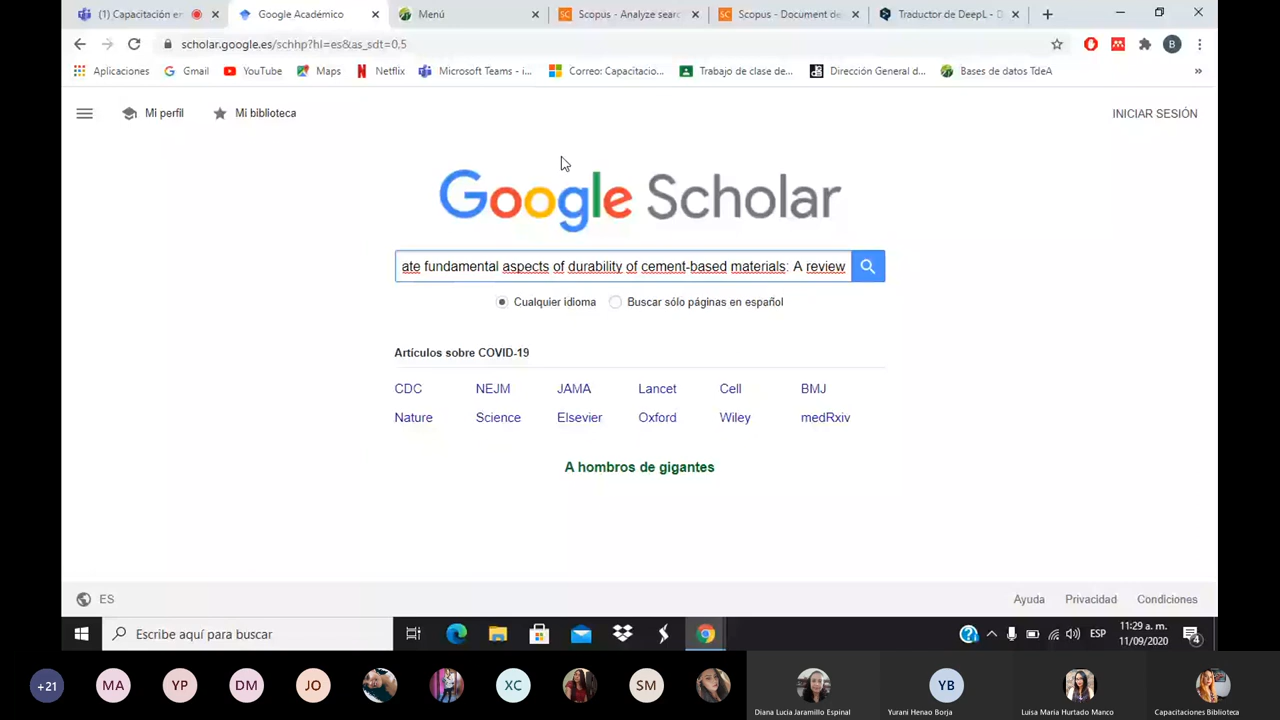 (1) Capacitación en
Google Académico
Menú
Scopus - Analyze searc
Scopus - Document de
Traductor de DeepL - D
scholar.google.es/schhp?hl=es&as_sdt=0,5
B
Aplicaciones
Gmail
YouTube
Maps
Netflix
Microsoft Teams - i...
Correo: Capacitacio...
Trabajo de clase de...
Dirección General d...
Bases de datos TdeA
Mi perfil
Mi biblioteca
INICIAR SESIÓN
Google Scholar
ate fundamental aspects of durability of cement-based materials: A review
Cualquier idioma
Buscar sólo páginas en español
Artículos sobre COVID-19
CDC NEJM JAMA Lancet Cell BMJ
Nature Science Elsevier Oxford Wiley medRxiv
A hombros de gigantes
ES
Ayuda Privacidad Condiciones
Escribe aquí para buscar
ESP
11:29 a. m.
11/09/2020
4
+21
MA
YP
DM
JO
XC
SM
YB
Diana Lucia Jaramillo Espinal
Yurani Henao Borja
Luisa Maria Hurtado Manco
Capacitaciones Biblioteca